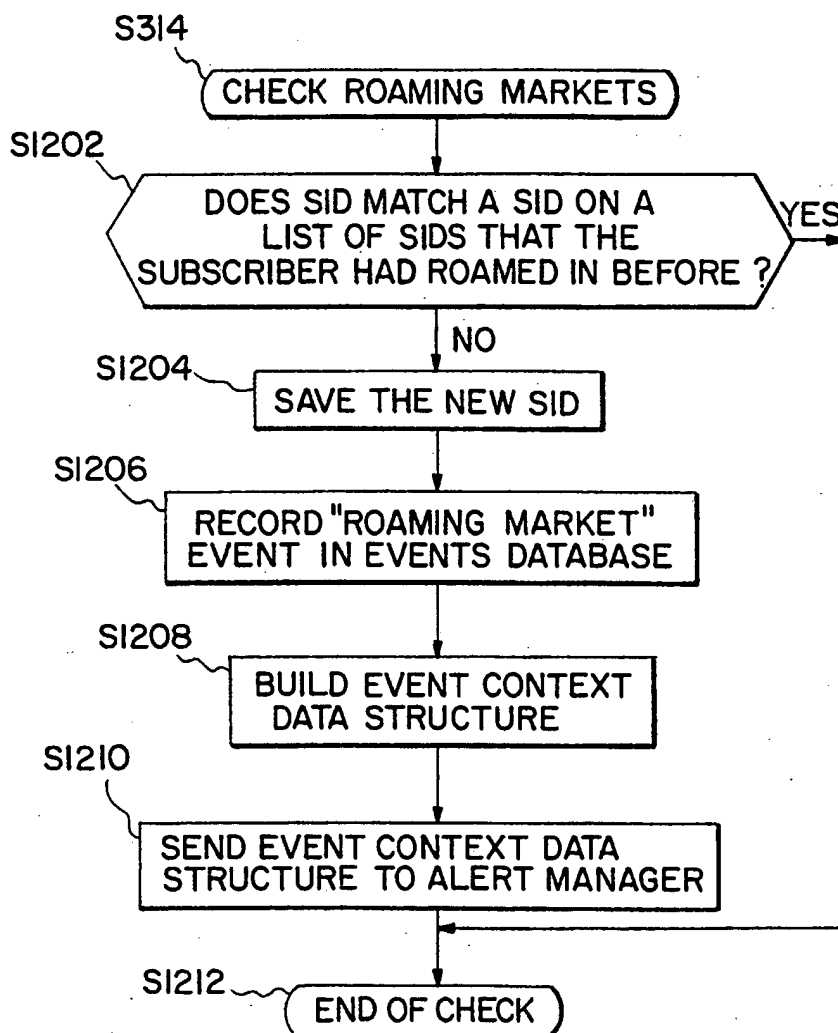 S314
CHECK ROAMING MARKETS
S1202
DOES SID MATCH A SID ON A
LIST OF SIDS THAT THE
SUBSCRIBER HAD ROAMED IN BEFORE ?
YES
NO
S1204
SAVE THE NEW SID
S1206
RECORD "ROAMING MARKET"
EVENT IN EVENTS DATABASE
S1208
BUILD EVENT CONTEXT
DATA STRUCTURE
S1210
SEND EVENT CONTEXT DATA
STRUCTURE TO ALERT MANAGER
S1212
END OF CHECK